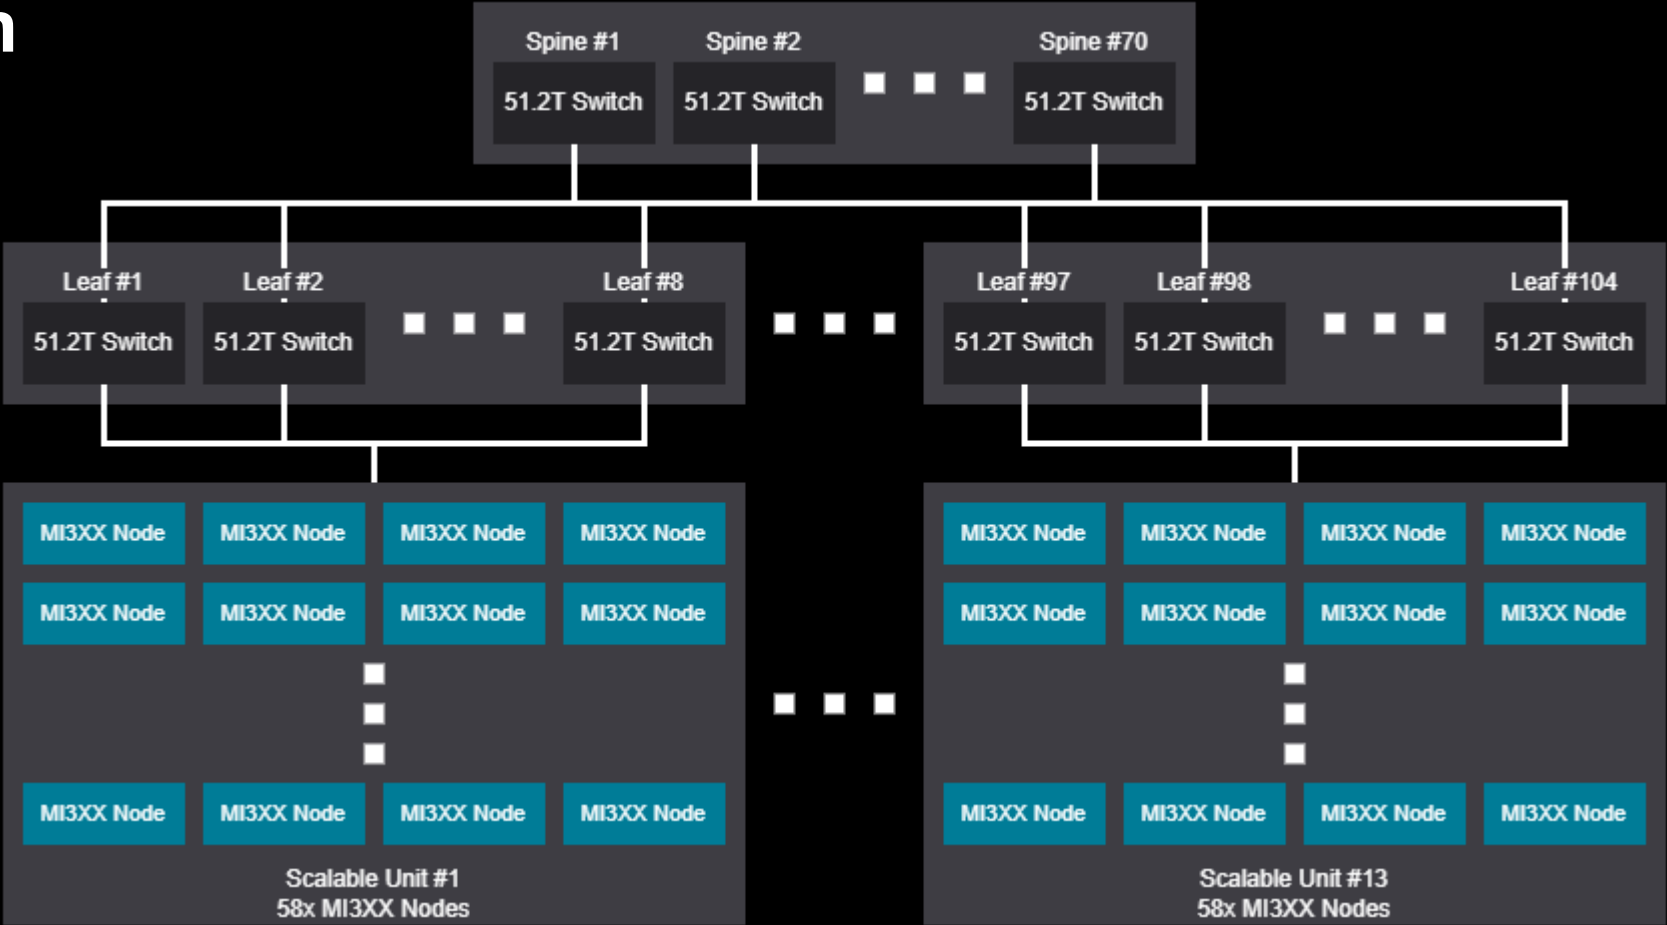 n
Spine #1 Spine #2 Spine #70
51.2T Switch 51.2T Switch 51.2T Switch
Leaf #1 Leaf #2 Leaf #8 Leaf #97 Leaf #98 Leaf #104
51.2T Switch 51.2T Switch 51.2T Switch 51.2T Switch 51.2T Switch 51.2T Switch
MI3XX Node MI3XX Node MI3XX Node MI3XX Node MI3XX Node MI3XX Node MI3XX Node MI3XX Node
MI3XX Node MI3XX Node MI3XX Node MI3XX Node MI3XX Node MI3XX Node MI3XX Node MI3XX Node
MI3XX Node MI3XX Node MI3XX Node MI3XX Node MI3XX Node MI3XX Node MI3XX Node MI3XX Node
Scalable Unit #1 Scalable Unit #13
58x MI3XX Nodes 58x MI3XX Nodes